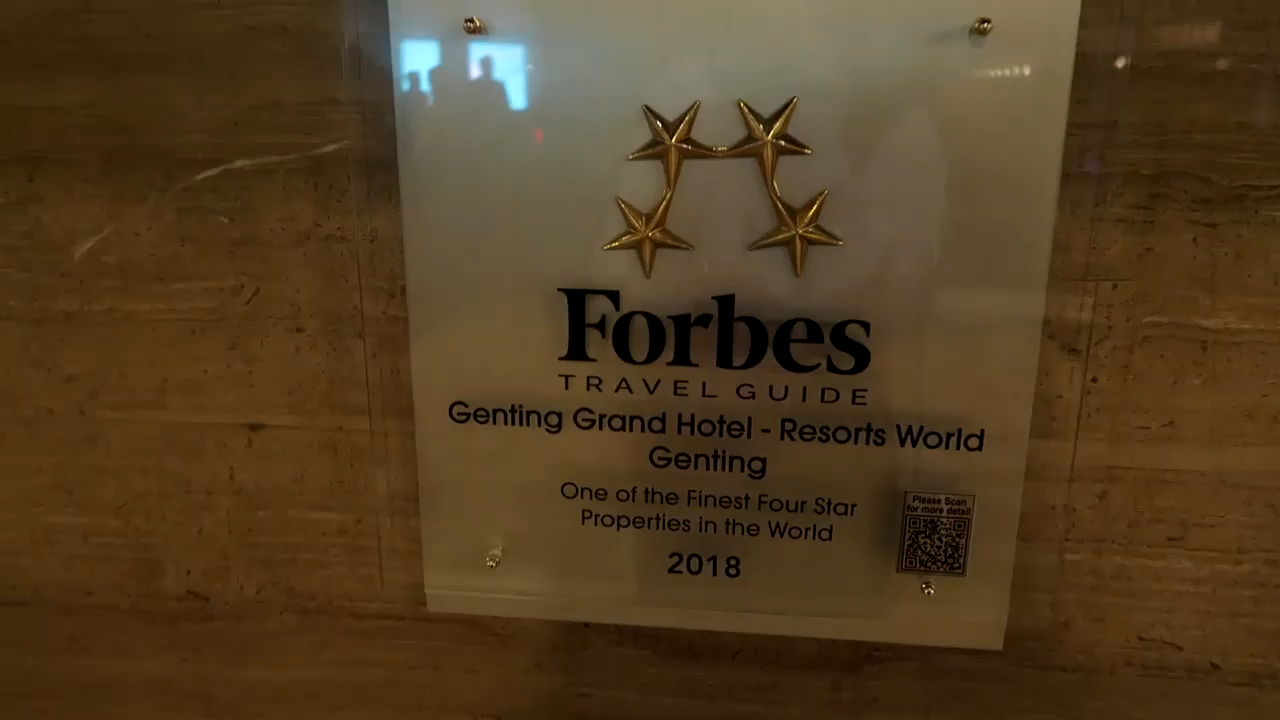 Forbes
TRAVEL GUIDE
Genting Grand Hotel - Resorts World
Genting
One of the Finest Four Star
Properties in the World
2018
Please Scan
for more detail